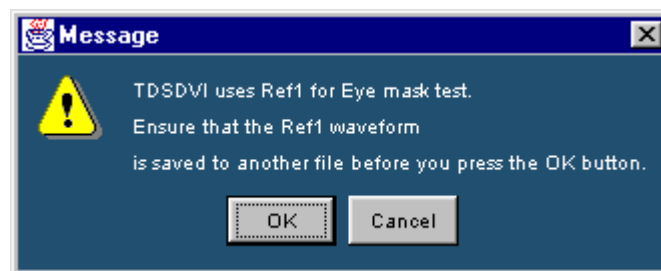 Message
TDSDVI uses Ref1 for Eye mask test.
Ensure that the Ref1 waveform
is saved to another file before you press the OK button.
OK
Cancel